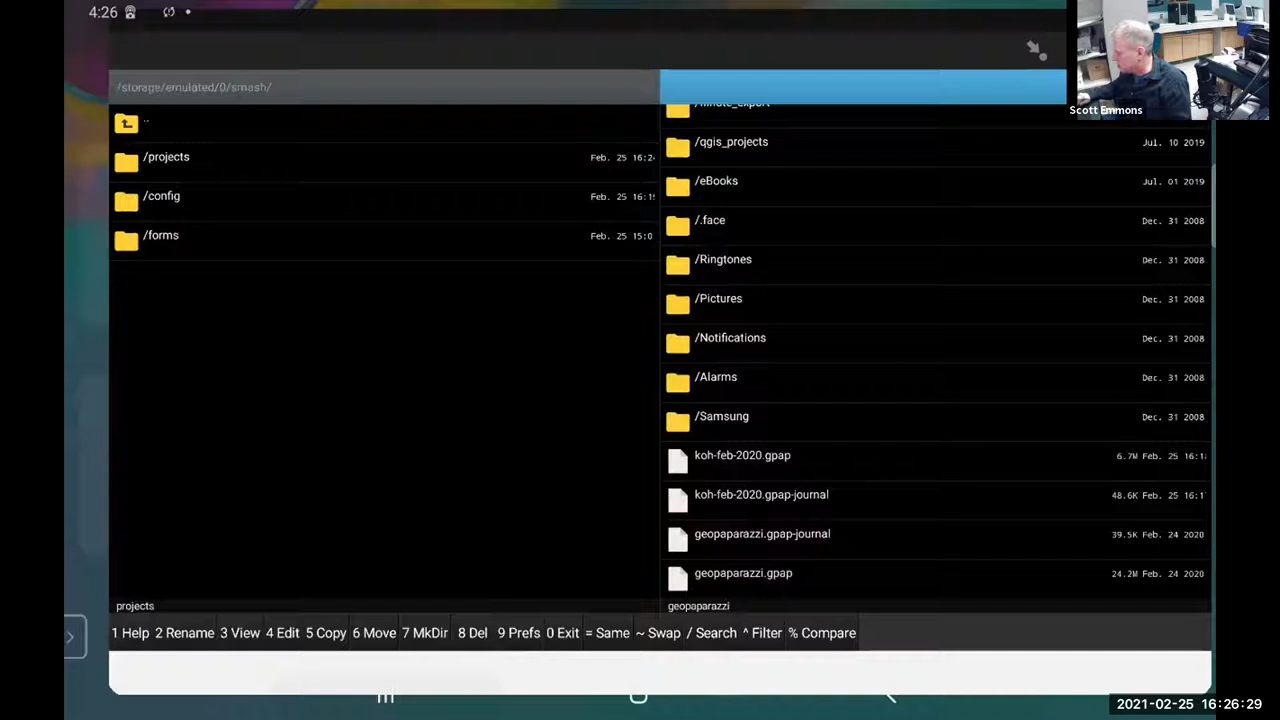 4:26
/storage/emulated/0/smash/
..
/projects Feb. 25 16:2
/config Feb. 25 16:1
/forms Feb. 25 15:0
projects
/qgis_projects Jul. 10 2019
/eBooks Jul. 01 2019
/.face Dec. 31 2008
/Ringtones Dec. 31 2008
/Pictures Dec. 31 2008
/Notifications Dec. 31 2008
/Alarms Dec. 31 2008
/Samsung Dec. 31 2008
koh-feb-2020.gpap 6.7M Feb. 25 16:1
koh-feb-2020.gpap-journal 48.6K Feb. 25 16:1
geopaparazzi.gpap-journal 39.5K Feb. 24 2020
geopaparazzi.gpap 24.2M Feb. 24 2020
geopaparazzi
1 Help 2 Rename 3 View 4 Edit 5 Copy 6 Move 7 MkDir 8 Del 9 Prefs 0 Exit = Same ~ Swap / Search ^ Filter % Compare
Scott Emmons
2021-02-25 16:26:29